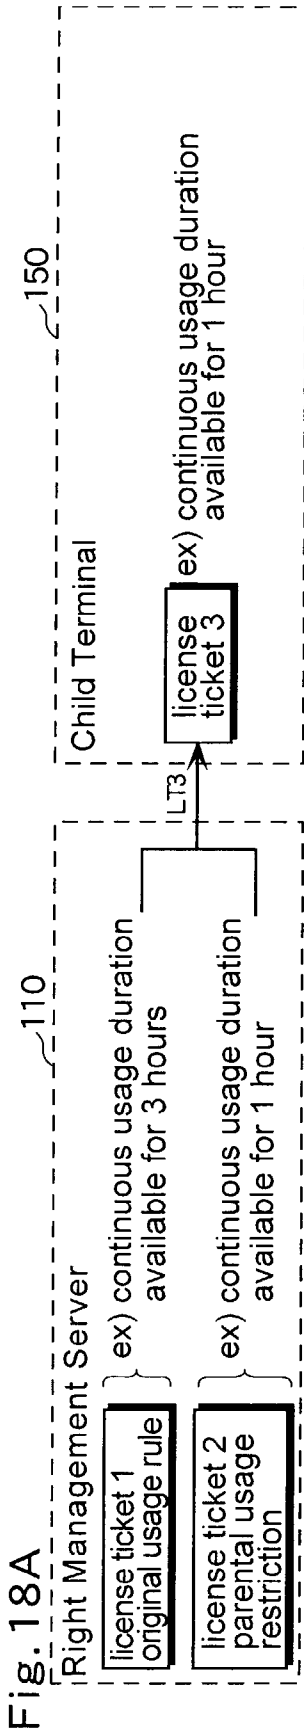 Fig.18A
110
Right Management Server
license ticket 1
original usage rule
ex) continuous usage duration
available for 3 hours
license ticket 2
parental usage
restriction
ex) continuous usage duration
available for 1 hour
LT3
150
Child Terminal
license
ticket 3
ex) continuous usage duration
available for 1 hour